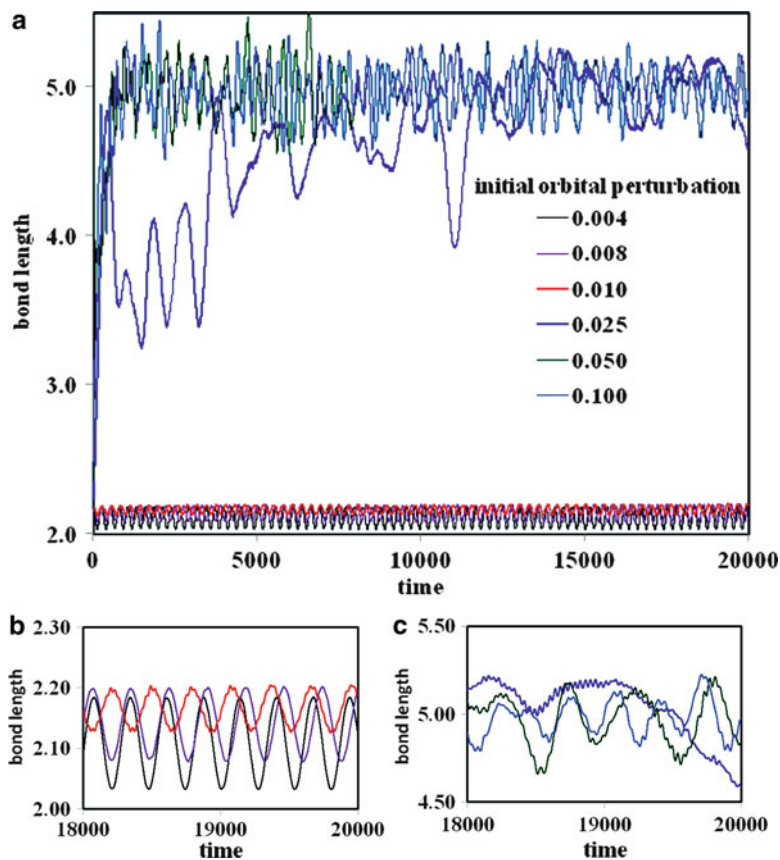 a
5.0
4.0
3.0
2.0
bond length
0 5000 10000 15000 20000
time
initial orbital perturbation
0.004
0.008
0.010
0.025
0.050
0.100
b
2.30
2.20
2.10
2.00
bond length
18000 19000 20000
time
c
5.50
5.00
4.50
bond length
18000 19000 20000
time